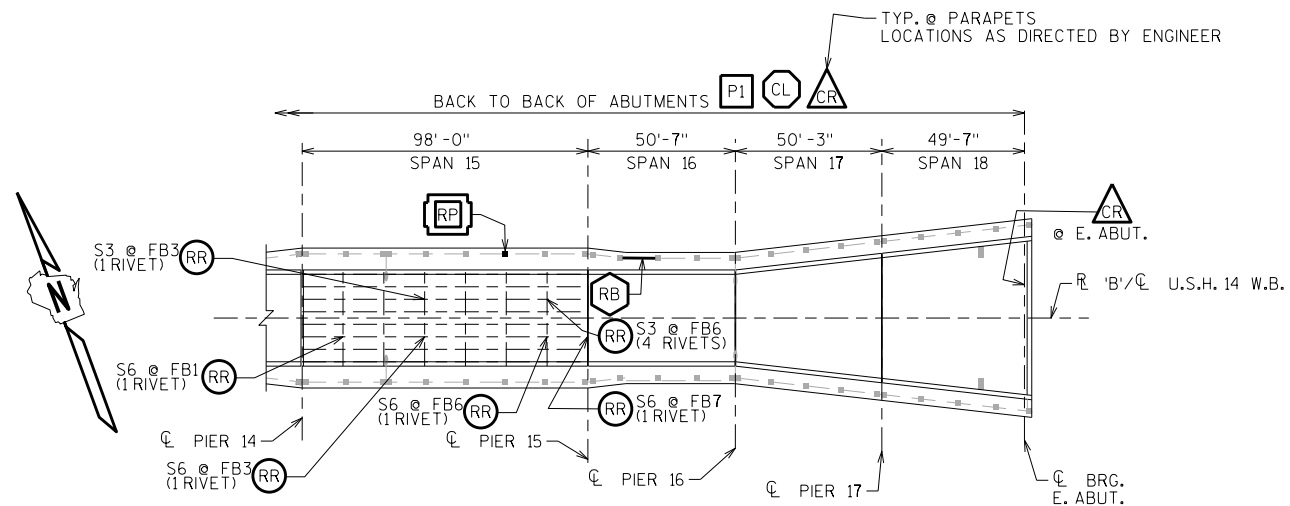 TYP. @ PARAPETS
LOCATIONS AS DIRECTED BY ENGINEER
BACK TO BACK OF ABUTMENTS P1 CL CR
98'-0" 50'-7" 50'-3" 49'-7"
SPAN 15 SPAN 16 SPAN 17 SPAN 18
RP
CR
@ E. ABUT.
S3 @ FB3
(1 RIVET) RR
N
RB
℄ 'B'/℄ U.S.H. 14 W.B.
RR S3 @ FB6
(4 RIVETS)
S6 @ FB1
(1 RIVET) RR
S6 @ FB6
(1 RIVET) RR
RR S6 @ FB7
(1 RIVET)
℄ PIER 14
℄ PIER 15
S6 @ FB3
(1 RIVET) RR
℄ PIER 16
℄ PIER 17
℄ BRG.
E. ABUT.